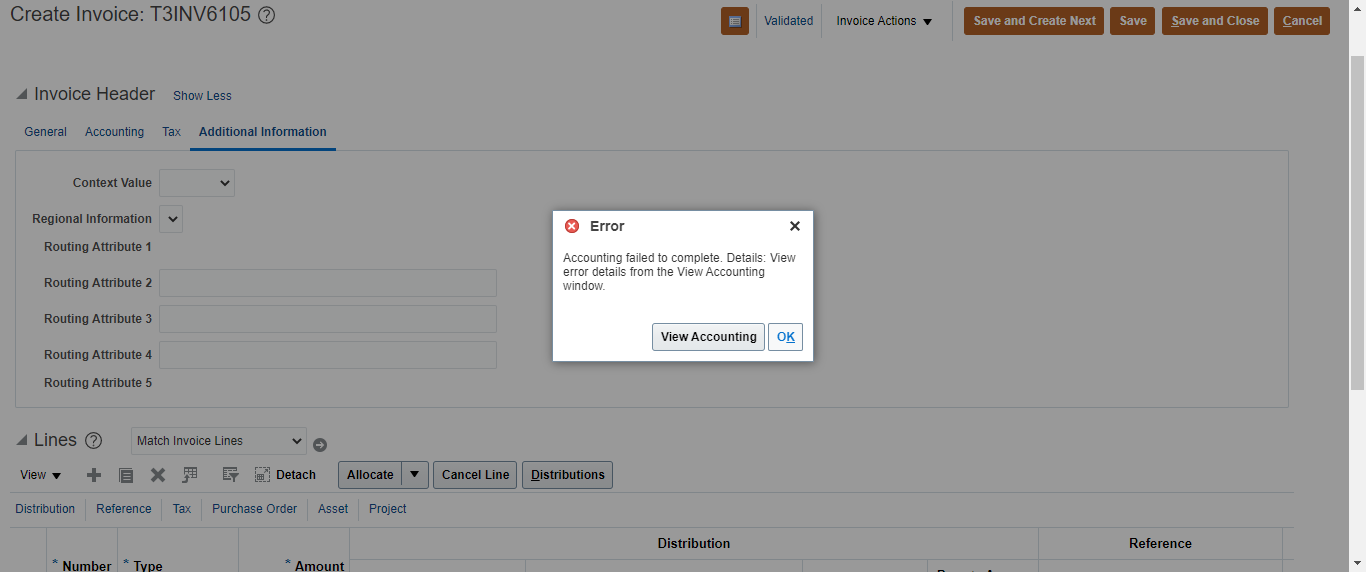 Create Invoice: T3INV6105 ?
Validated
Invoice Actions
Save and Create Next
Save
Save and Close
Cancel
Invoice Header
Show Less
General
Accounting
Tax
Additional Information
Context Value
Regional Information
Routing Attribute 1
Routing Attribute 2
Routing Attribute 3
Routing Attribute 4
Routing Attribute 5
Error
Accounting failed to complete. Details: View
error details from the View Accounting
window.
View Accounting
OK
Lines ?
Match Invoice Lines
View
Detach
Allocate
Cancel Line
Distributions
Distribution
Reference
Tax
Purchase Order
Asset
Project
Distribution
Reference
* Number
* Type
* Amount